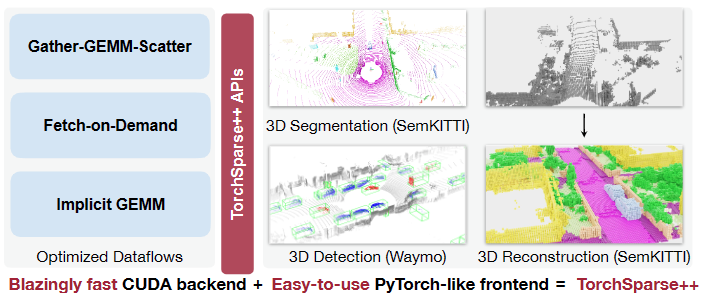 Gather-GEMM-Scatter
Fetch-on-Demand
Implicit GEMM
Optimized Dataflows
TorchSparse++ APIs
3D Segmentation (SemKITTI)
3D Detection (Waymo)
3D Reconstruction (SemKITTI)
Blazingly fast CUDA backend + Easy-to-use PyTorch-like frontend = TorchSparse++